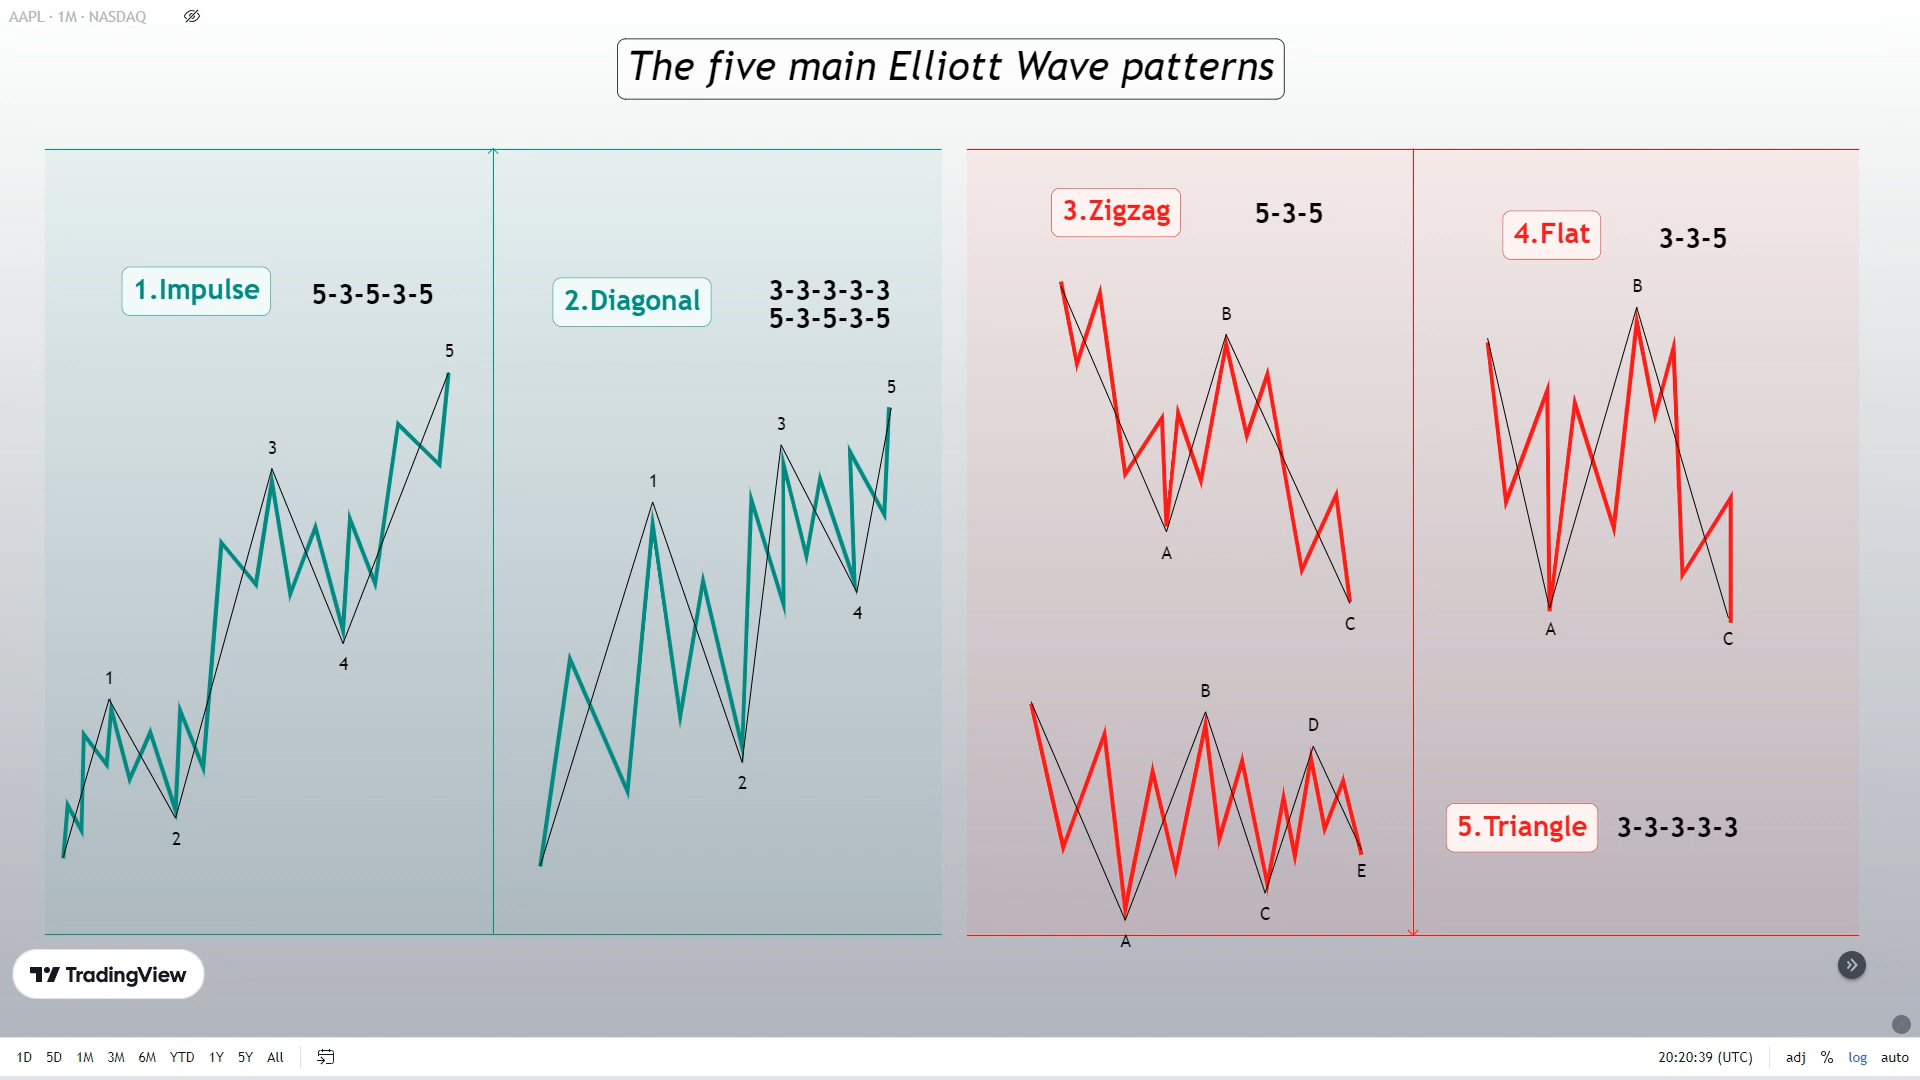 AAPL · 1M · NASDAQ
The five main Elliott Wave patterns
1.Impulse
5-3-5-3-5
5
3
4
1
2
2.Diagonal
3-3-3-3-3
5-3-5-3-5
5
3
1
4
2
3.Zigzag
5-3-5
B
A
C
4.Flat
3-3-5
B
A
C
B
D
E
C
A
5.Triangle
3-3-3-3-3
TradingView
1D 5D 1M 3M 6M YTD 1Y 5Y All
20:20:39 (UTC) adj % log auto